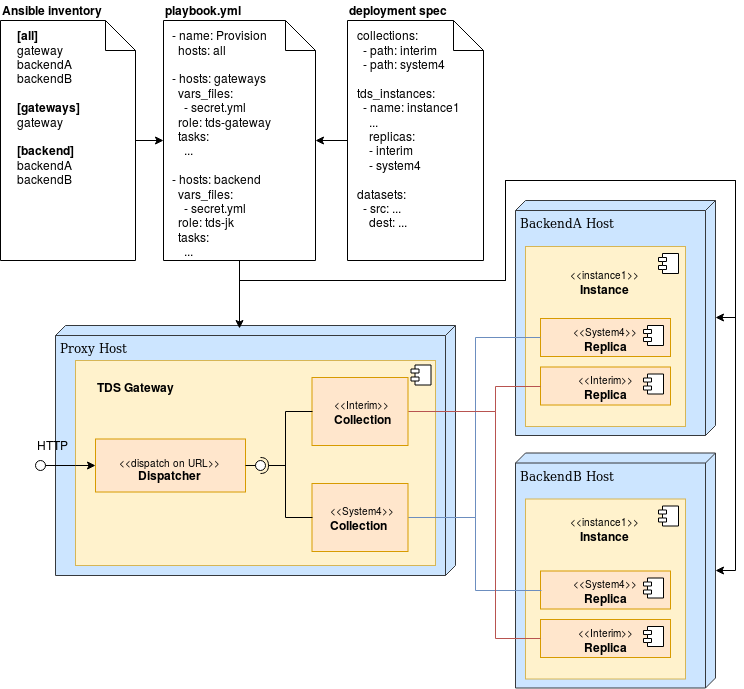 Ansible inventory
[all]
gateway
backendA
backendB
[gateways]
gateway
[backend]
backendA
backendB
playbook.yml
- name: Provision
hosts: all
- hosts: gateways
vars_files:
- secret.yml
role: tds-gateway
tasks:
...
- hosts: backend
vars_files:
- secret.yml
role: tds-jk
tasks:
...
deployment spec
collections:
- path: interim
- path: system4
tds_instances:
- name: instance1
...
replicas:
- interim
- system4
datasets:
- src: ...
dest: ...
BackendA Host
<<instance1>>
Instance
<<System4>>
Replica
<<Interim>>
Replica
Proxy Host
TDS Gateway
HTTP
<<dispatch on URL>>
Dispatcher
<<Interim>>
Collection
<<System4>>
Collection
BackendB Host
<<instance1>>
Instance
<<System4>>
Replica
<<Interim>>
Replica